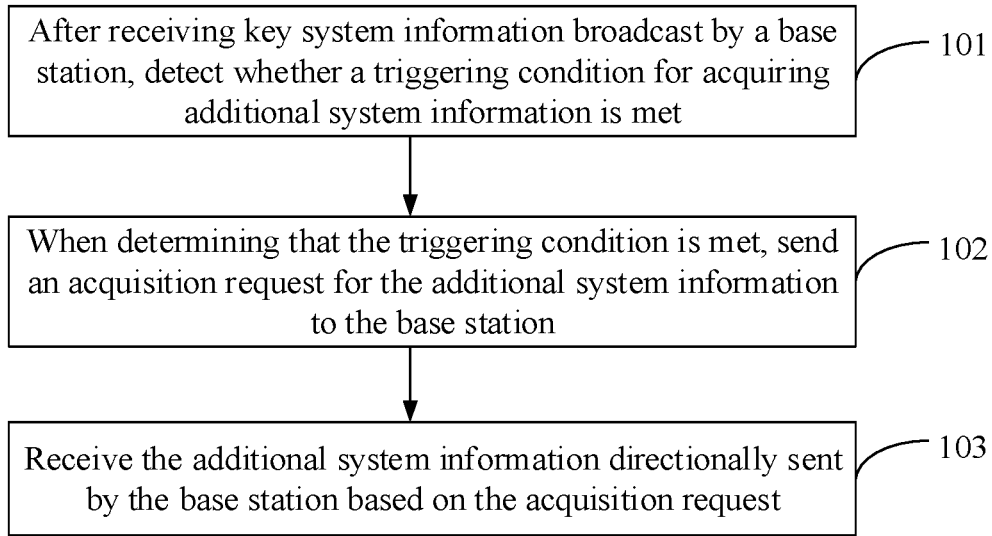 After receiving key system information broadcast by a base
station, detect whether a triggering condition for acquiring
additional system information is met
101
When determining that the triggering condition is met, send
an acquisition request for the additional system information
to the base station
102
Receive the additional system information directionally sent
by the base station based on the acquisition request
103